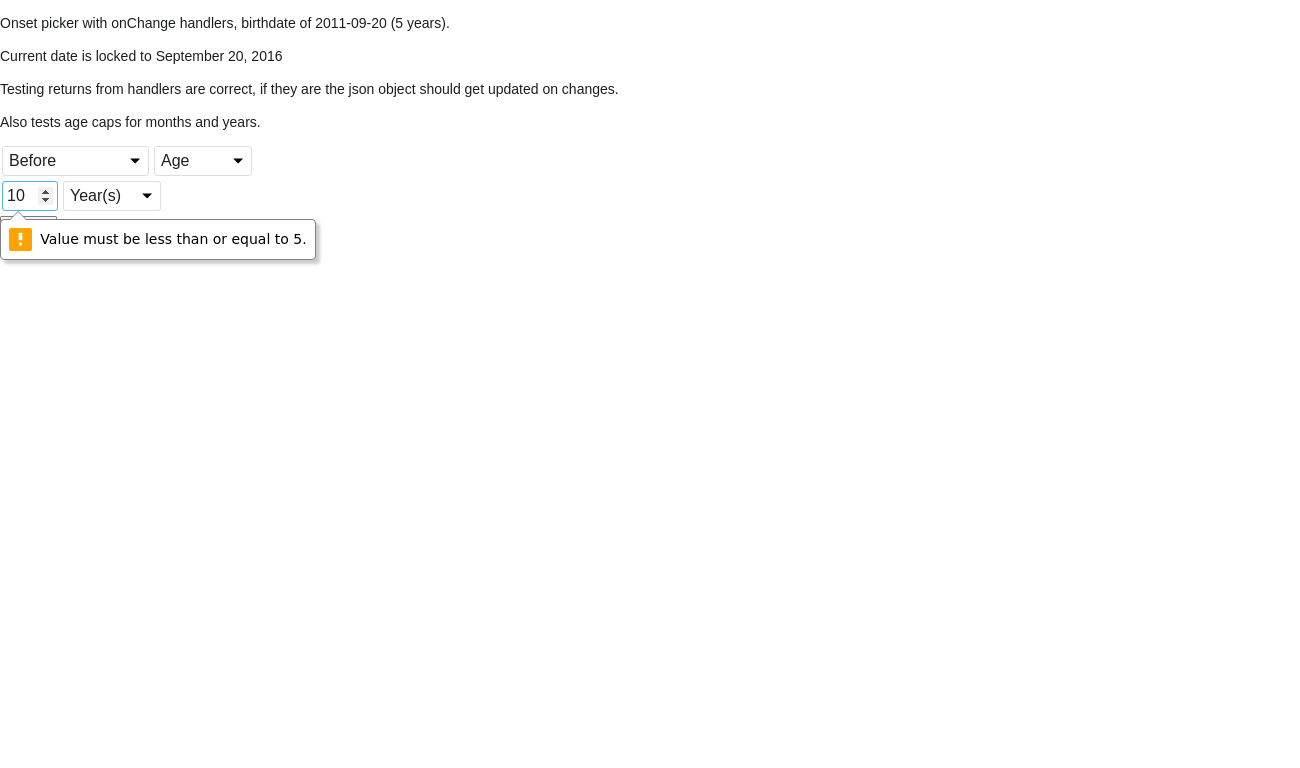 Onset picker with onChange handlers, birthdate of 2011-09-20 (5 years).
Current date is locked to September 20, 2016
Testing returns from handlers are correct, if they are the json object should get updated on changes.
Also tests age caps for months and years.
Before Age
10 Year(s)
Value must be less than or equal to 5.